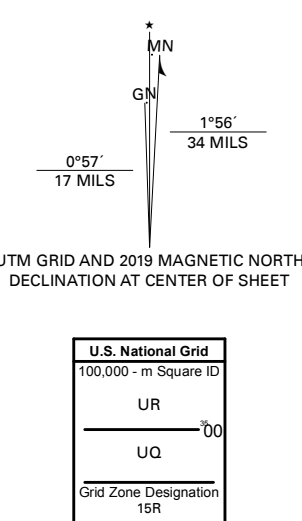 MN
GN
1°56´
34 MILS
0°57´
17 MILS
UTM GRID AND 2019 MAGNETIC NORTH
DECLINATION AT CENTER OF SHEET
U.S. National Grid
100,000 - m Square ID
UR
3500
UQ
Grid Zone Designation
15R